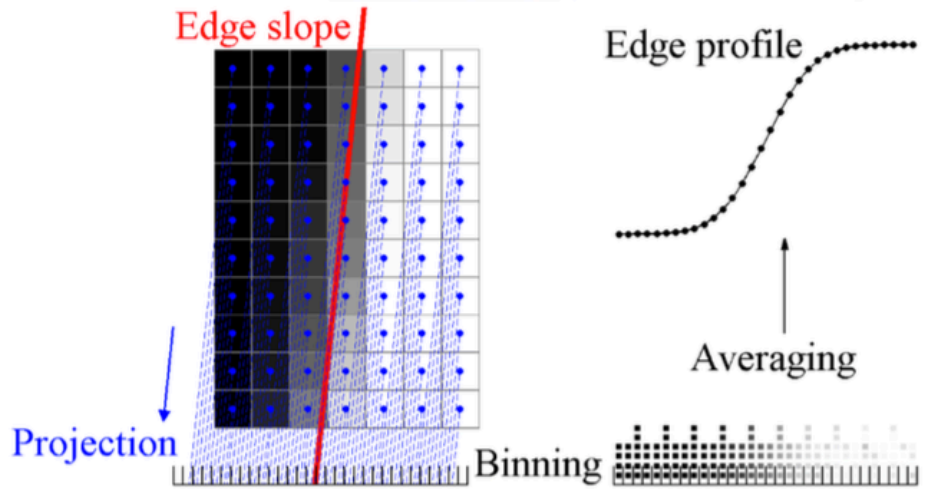 Edge slope
Edge profile
Averaging
Projection
Binning